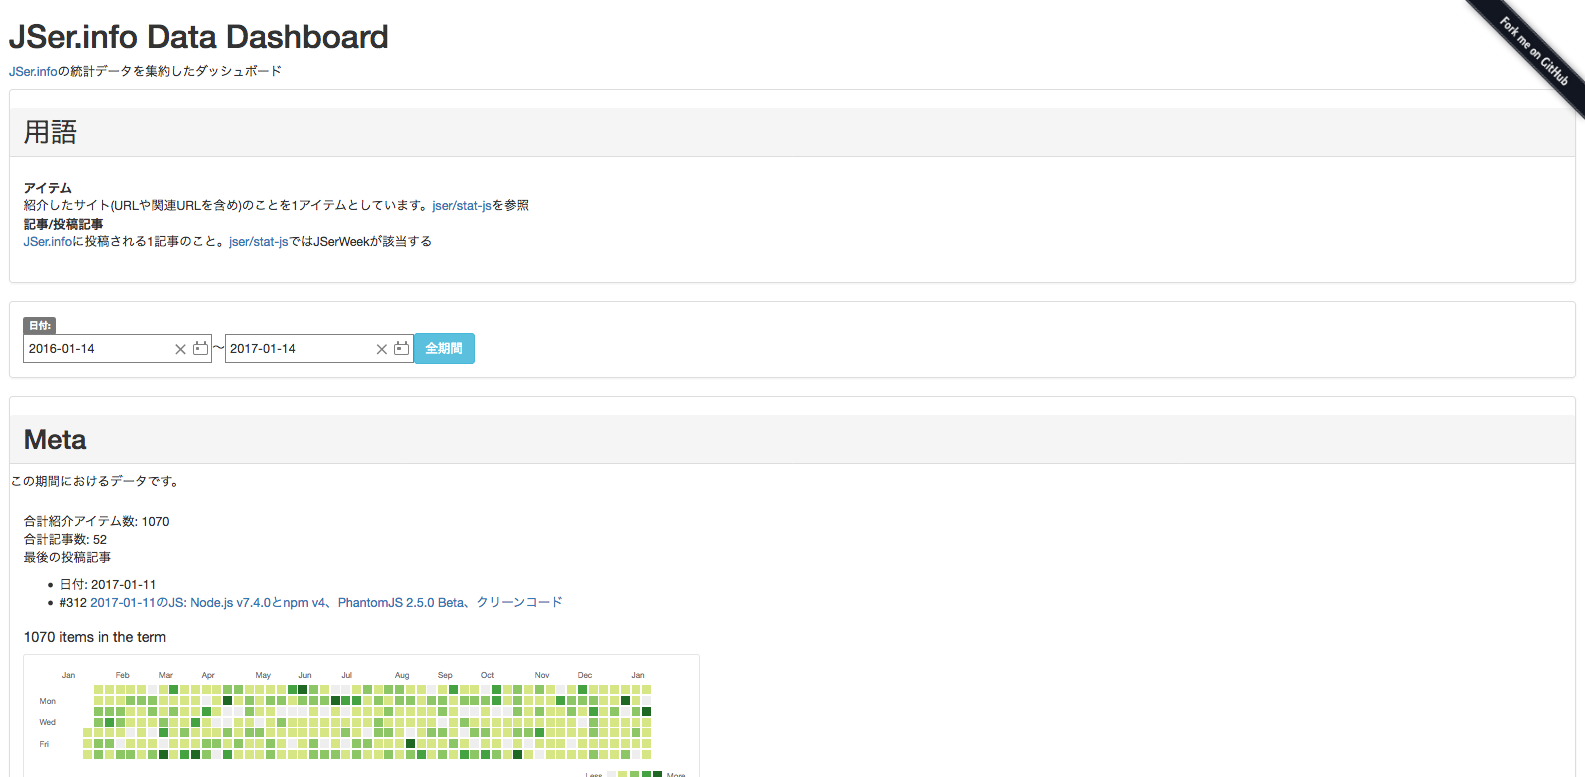 JSer.info Data Dashboard
Fork me on GitHub
JSer.infoの統計データを集約したダッシュボード
用語
アイテム
紹介したサイト(URLや関連URLを含め)のことを1アイテムとしています。jser/stat-jsを参照
記事/投稿記事
JSer.infoに投稿される1記事のこと。jser/stat-jsではJSerWeekが該当する
日付:
2016-01-14 〜 2017-01-14 全期間
Meta
この期間におけるデータです。
合計紹介アイテム数: 1070
合計記事数: 52
最後の投稿記事
日付: 2017-01-11
#312 2017-01-11のJS: Node.js v7.4.0とnpm v4、PhantomJS 2.5.0 Beta、クリーンコード
1070 items in the term
Jan Feb Mar Apr May Jun Jul Aug Sep Oct Nov Dec Jan
Mon
Wed
Fri
Less More